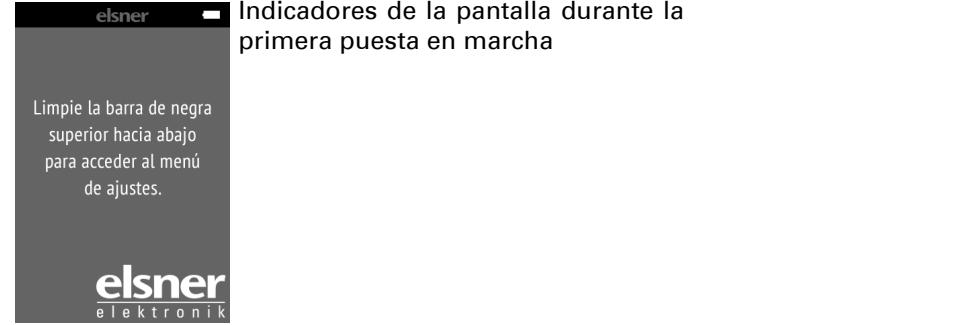 elsner
Limpie la barra de negra
superior hacia abajo
para acceder al menú
de ajustes.
elsner
elektronik
Indicadores de la pantalla durante la
primera puesta en marcha